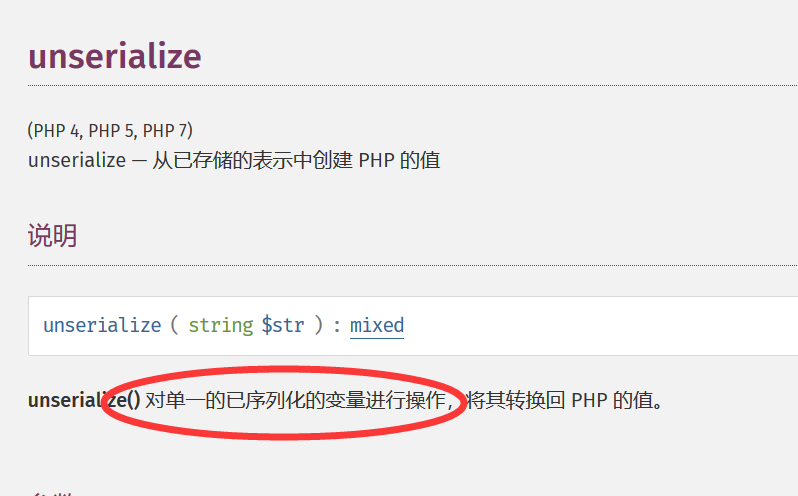 unserialize
(PHP 4, PHP 5, PHP 7)
unserialize — 从已存储的表示中创建 PHP 的值
说明
unserialize ( string $str ) : mixed
unserialize() 对单一的已序列化的变量进行操作，将其转换回 PHP 的值。